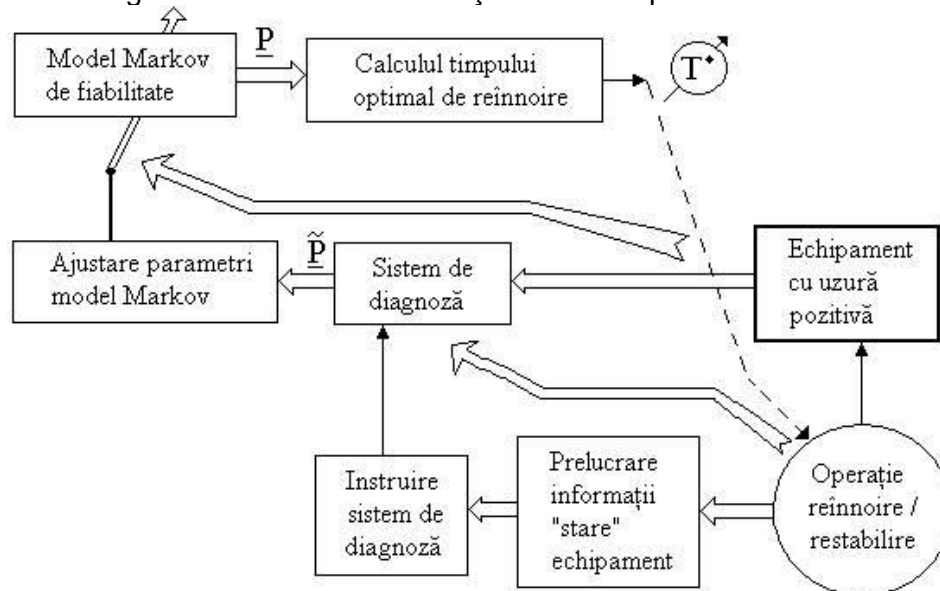 Model Markov
de fiabilitate
P
Calculul timpului
optimal de reînnoire
T
Ajustare parametri
model Markov
P̃
Sistem de
diagnoză
Echipament
cu uzură
pozitivă
Instruire
sistem de
diagnoză
Prelucrare
informații
"stare"
echipament
Operație
reînnoire /
restabilire